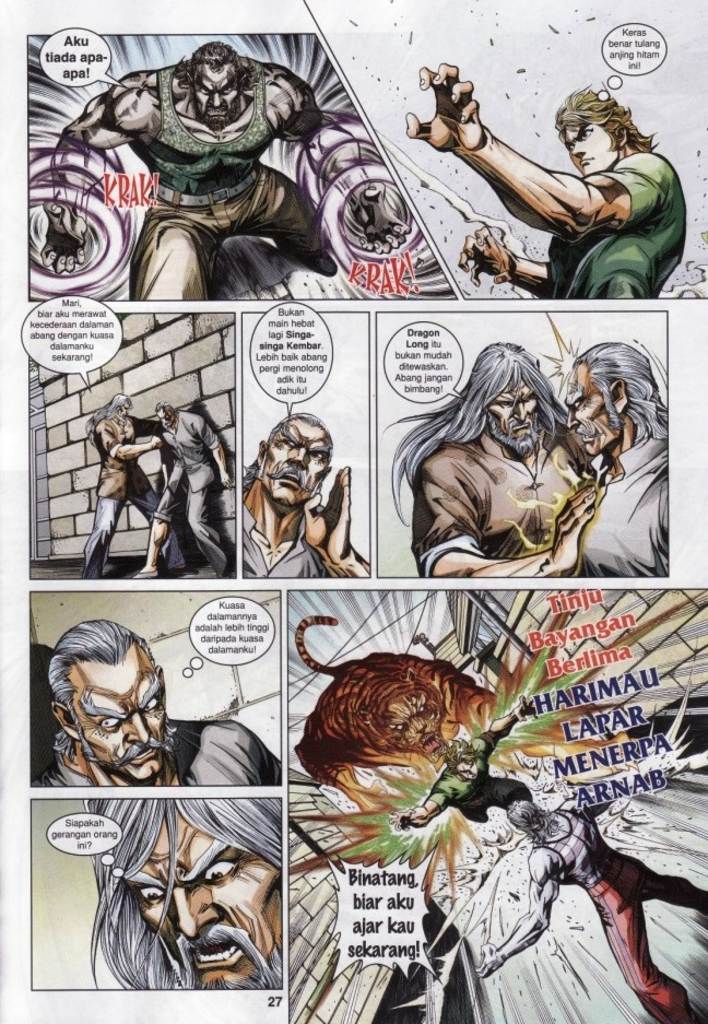 Aku
tiada apa-
apa!
KRAK!
KRAK!
Keras
benar tulang
anjing hitam
ini!
Mari,
biar aku merawat
kecederaan dalaman
abang dengan kuasa
dalamanku
sekarang!
Bukan
main hebat
lagi Singa-
singa Kembar.
Lebih baik abang
pergi menolong
adik itu
dahulu!
Dragon
Long itu
bukan mudah
ditewaskan.
Abang jangan
bimbang!
Kuasa
dalamannya
adalah lebih tinggi
daripada kuasa
dalamanku!
Siapakah
gerangan orang
ini?
Tinju
Bayangan
Berlima
HARIMAU
LAPAR
MENERPA
ARNAB
Binatang,
biar aku
ajar kau
sekarang!
27